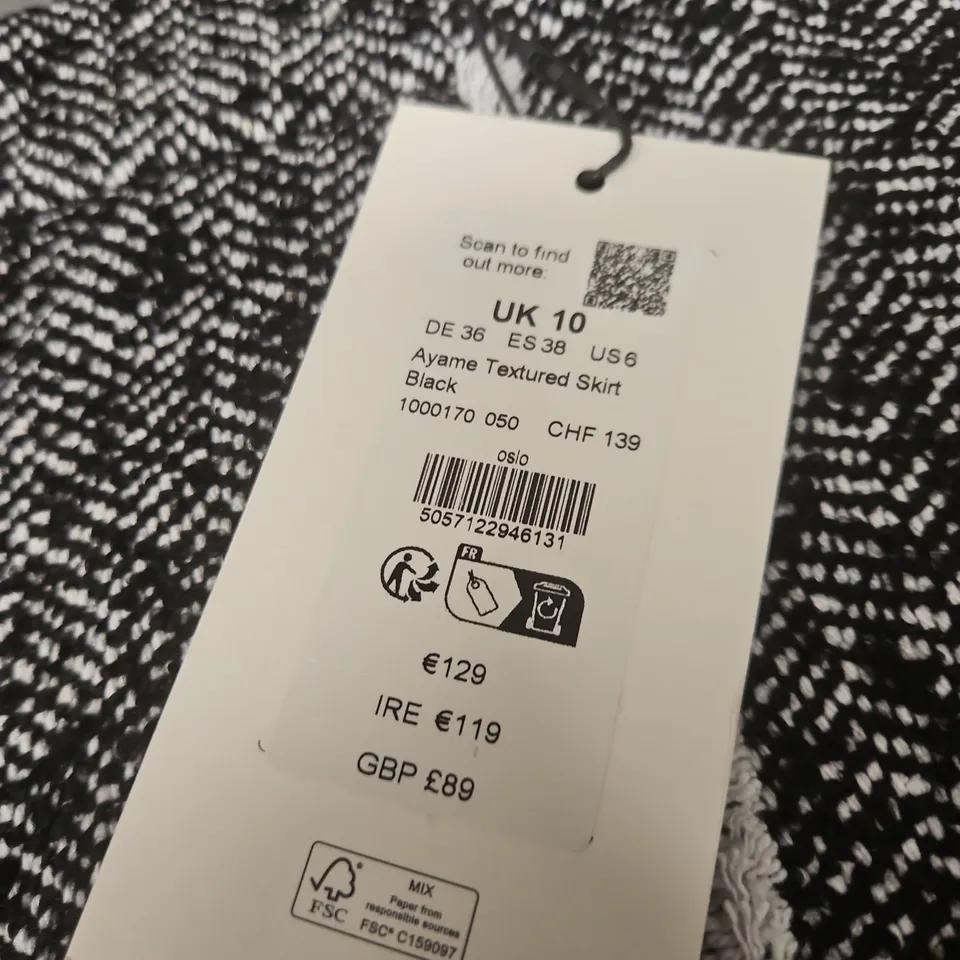 Scan to find
out more:
UK 10
DE 36 ES 38 US 6
Ayame Textured Skirt
Black
1000170 050 CHF 139
oslo
5057122946131
FR
€129
IRE €119
GBP £89
FSC
MIX
Paper from
responsible sources
FSC® C159097